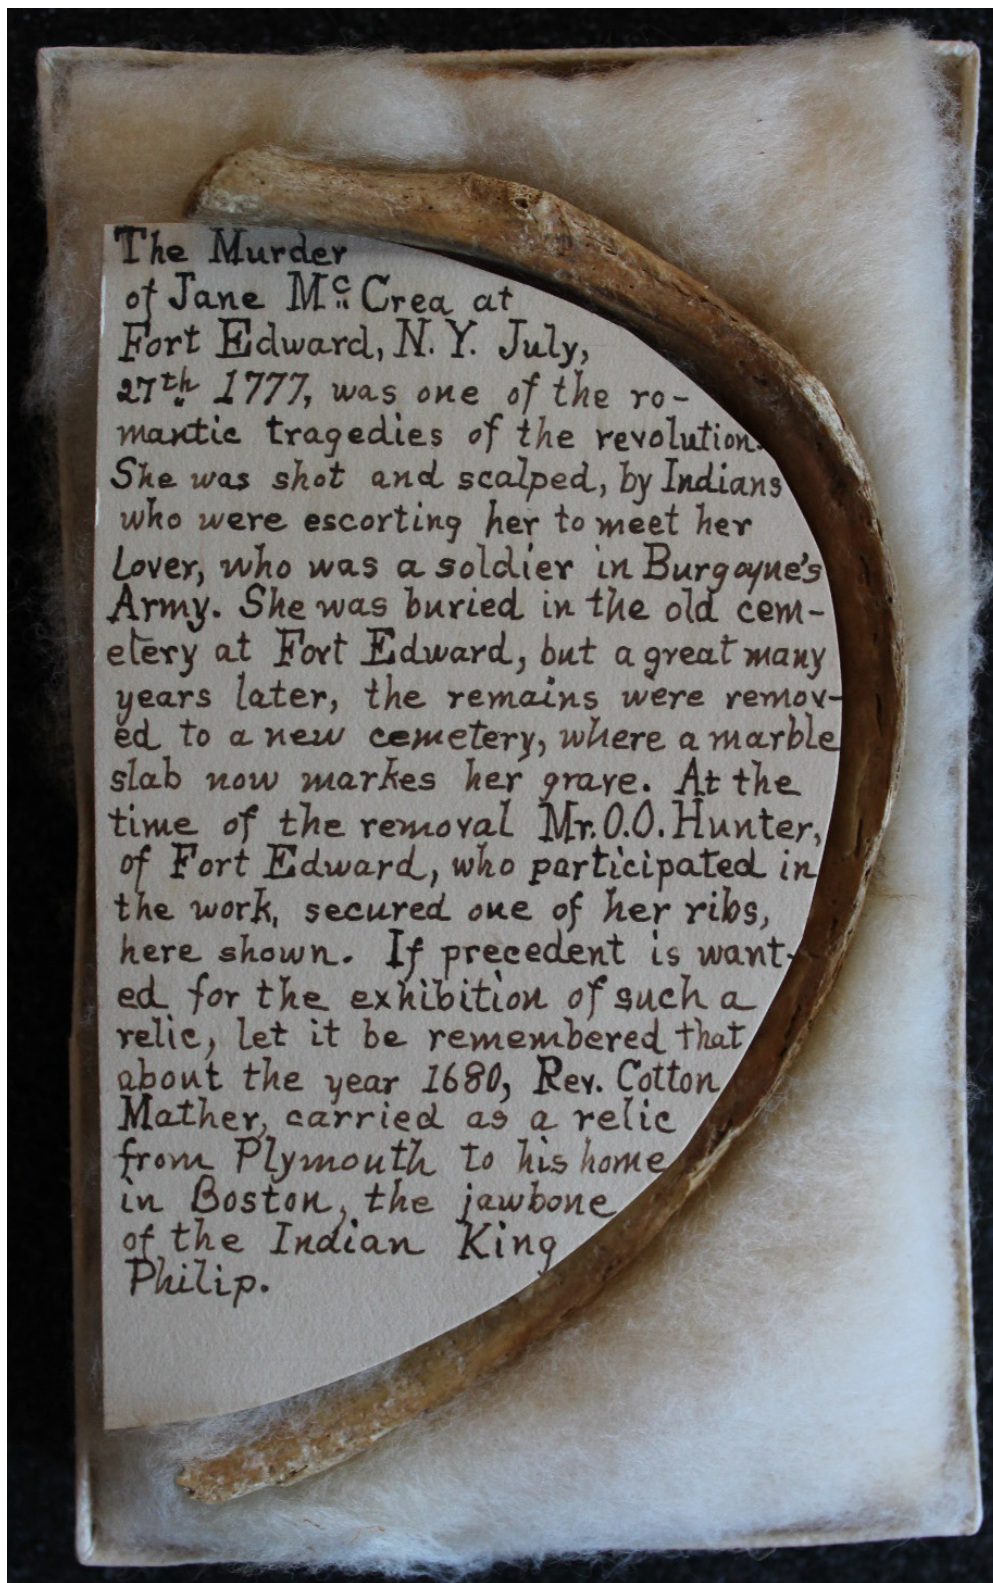 The Murder
of Jane Mc Crea at
Fort Edward, N. Y. July,
27th 1777, was one of the ro-
mantic tragedies of the revolution.
She was shot and scalped, by Indians
who were escorting her to meet her
Lover, who was a soldier in Burgoyne's
Army. She was buried in the old cem-
etery at Fort Edward, but a great many
years later, the remains were remov-
ed to a new cemetery, where a marble
slab now markes her grave. At the
time of the removal Mr. O. O. Hunter,
of Fort Edward, who participated in
the work, secured one of her ribs,
here shown. If precedent is want-
ed for the exhibition of such a
relic, let it be remembered that
about the year 1680, Rev. Cotton
Mather, carried as a relic
from Plymouth to his home
in Boston, the jawbone
of the Indian King
Philip.